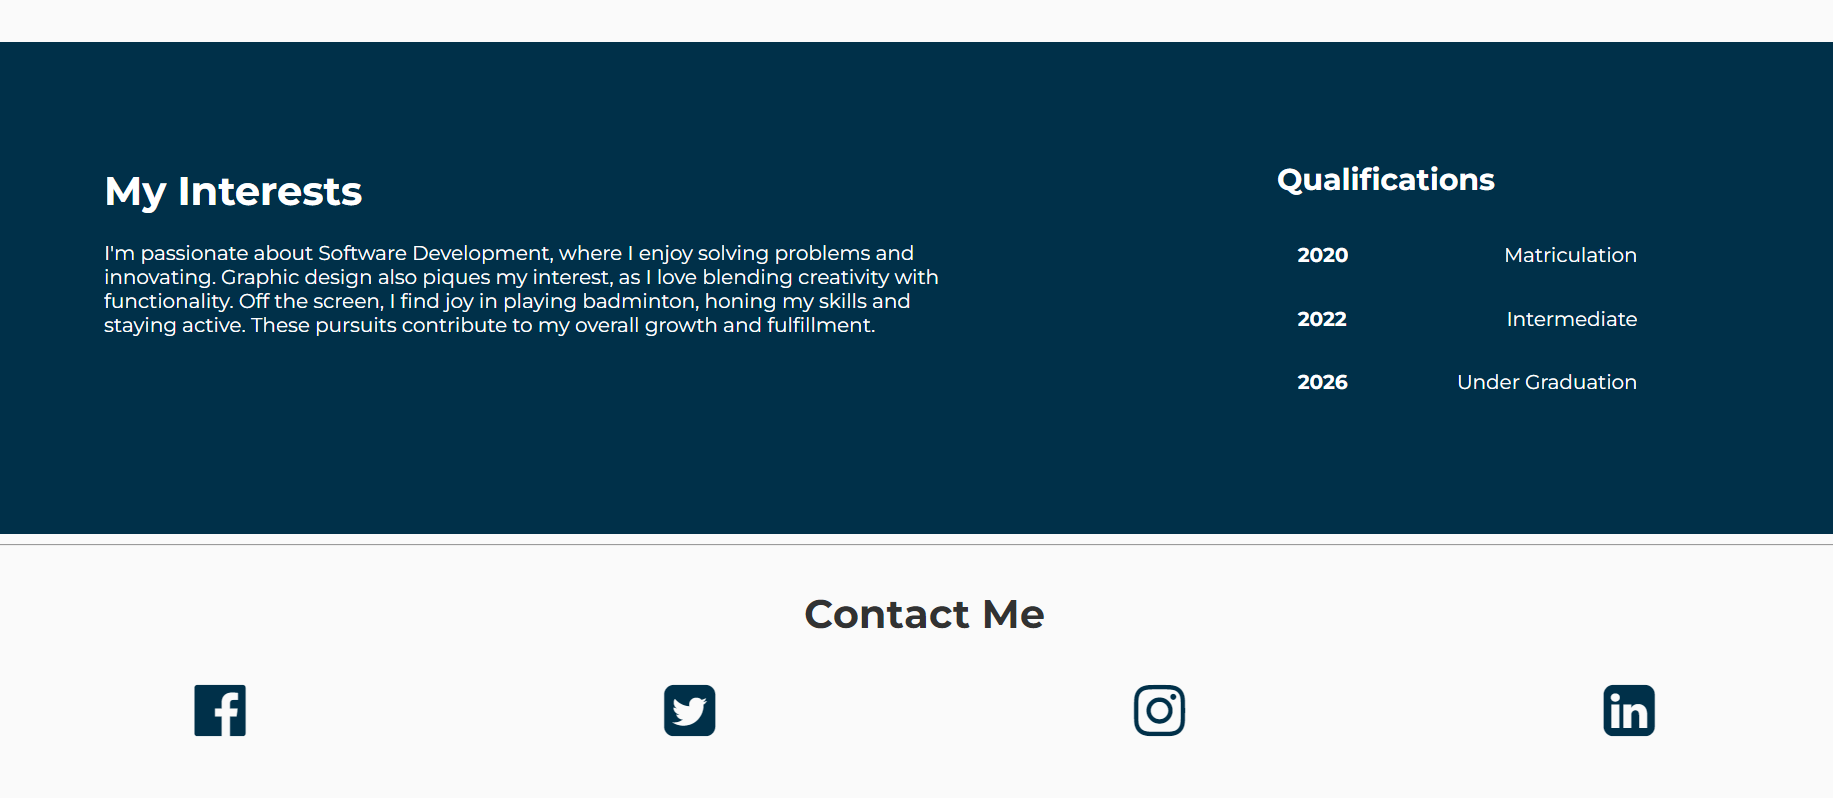 My Interests
I'm passionate about Software Development, where I enjoy solving problems and
innovating. Graphic design also piques my interest, as I love blending creativity with
functionality. Off the screen, I find joy in playing badminton, honing my skills and
staying active. These pursuits contribute to my overall growth and fulfillment.
Qualifications
2020 Matriculation
2022 Intermediate
2026 Under Graduation
Contact Me